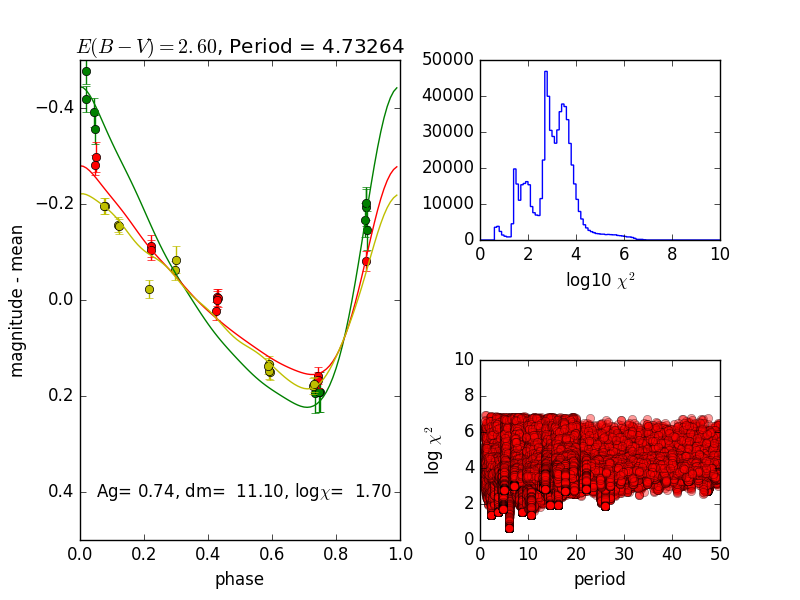 E(B − V) = 2.60, Period = 4.73264
magnitude - mean
−0.4
−0.2
0.0
0.2
0.4
Ag= 0.74, dm= 11.10, logχ= 1.70
0.0 0.2 0.4 0.6 0.8 1.0
phase
50000
40000
30000
20000
10000
0
0 2 4 6 8 10
log10 χ²
log χ²
10
8
6
4
2
0
0 10 20 30 40 50
period